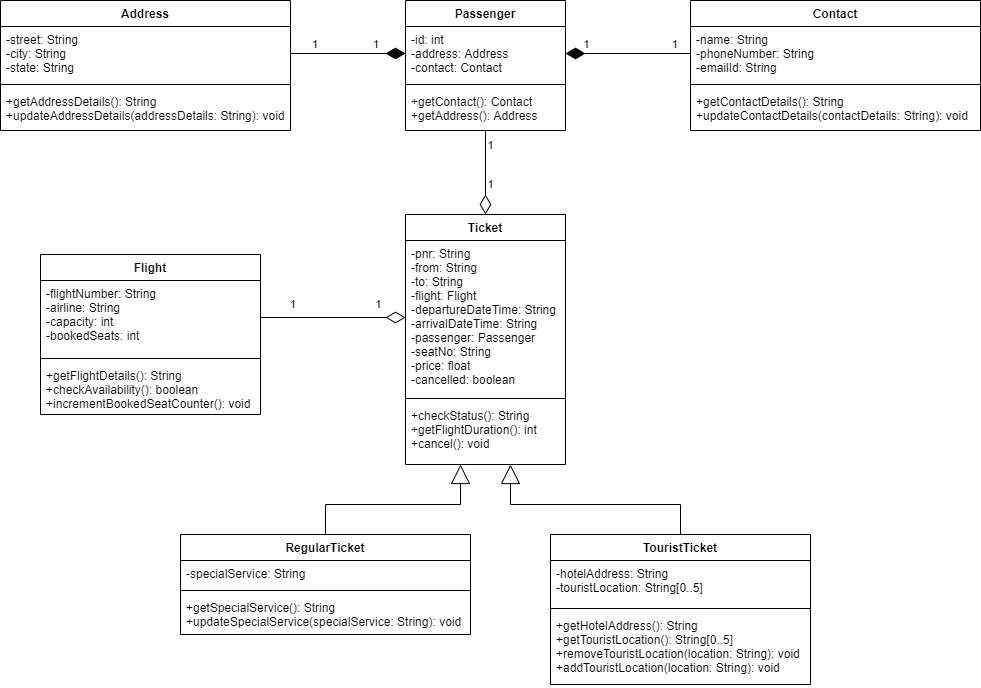 Address
-street: String
-city: String
-state: String
+getAddressDetails(): String
+updateAddressDetails(addressDetails: String): void
1
1
Passenger
-id: int
-address: Address
-contact: Contact
+getContact(): Contact
+getAddress(): Address
1
1
Contact
-name: String
-phoneNumber: String
-emailId: String
+getContactDetails(): String
+updateContactDetails(contactDetails: String): void
1
1
Flight
-flightNumber: String
-airline: String
-capacity: int
-bookedSeats: int
+getFlightDetails(): String
+checkAvailability(): boolean
+incrementBookedSeatCounter(): void
1
1
Ticket
-pnr: String
-from: String
-to: String
-flight: Flight
-departureDateTime: String
-arrivalDateTime: String
-passenger: Passenger
-seatNo: String
-price: float
-cancelled: boolean
+checkStatus(): String
+getFlightDuration(): int
+cancel(): void
RegularTicket
-specialService: String
+getSpecialService(): String
+updateSpecialService(specialService: String): void
TouristTicket
-hotelAddress: String
-touristLocation: String[0..5]
+getHotelAddress(): String
+getTouristLocation(): String[0..5]
+removeTouristLocation(location: String): void
+addTouristLocation(location: String): void